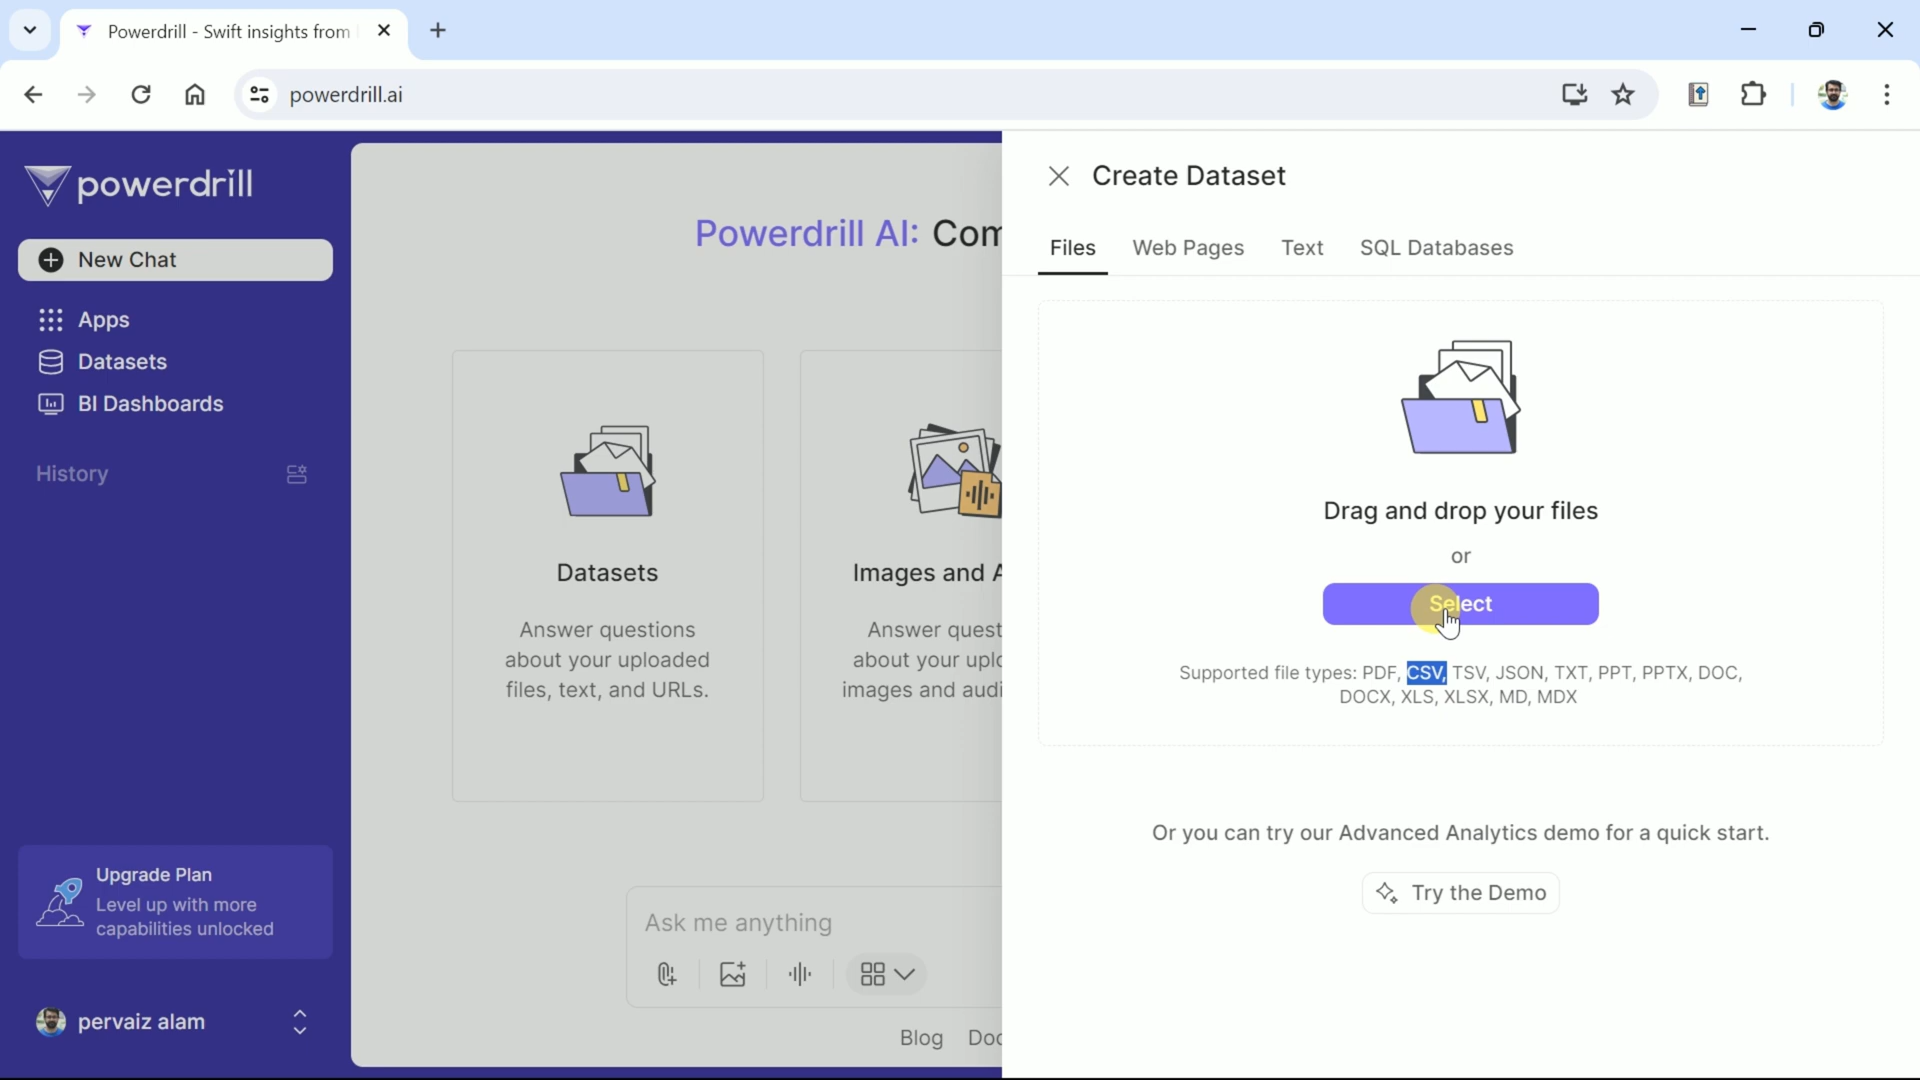 Powerdrill - Swift insights from
powerdrill.ai
powerdrill
New Chat
Apps
Datasets
BI Dashboards
History
Upgrade Plan
Level up with more
capabilities unlocked
pervaiz alam
Powerdrill AI: Com
Datasets
Answer questions
about your uploaded
files, text, and URLs.
Images and A
Answer quest
about your uplo
images and audi
Ask me anything
Blog Doc
Create Dataset
Files Web Pages Text SQL Databases
Drag and drop your files
or
Select
Supported file types: PDF, CSV, TSV, JSON, TXT, PPT, PPTX, DOC,
DOCX, XLS, XLSX, MD, MDX
Or you can try our Advanced Analytics demo for a quick start.
Try the Demo